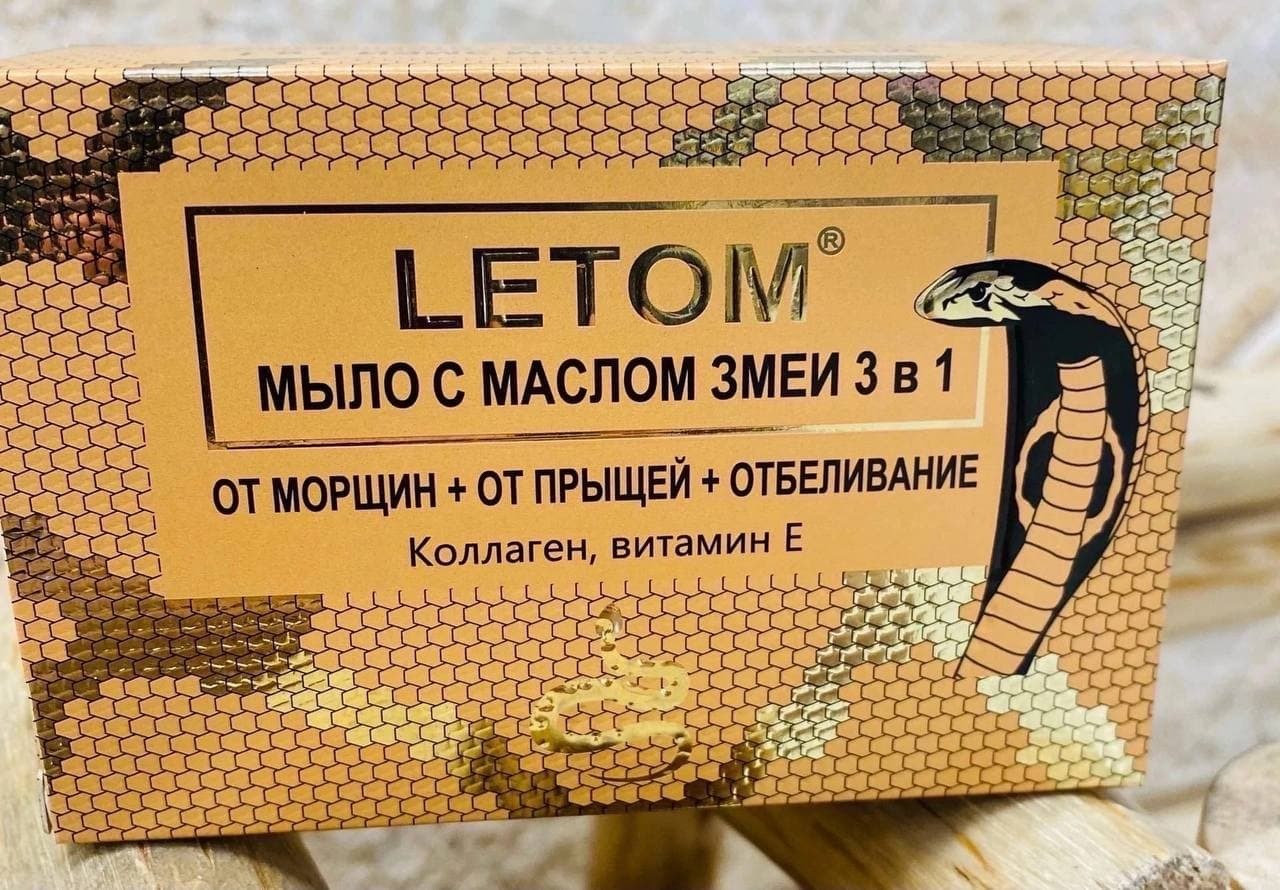 LETOM®
МЫЛО С МАСЛОМ ЗМЕИ 3 в 1
ОТ МОРЩИН + ОТ ПРЫЩЕЙ + ОТБЕЛИВАНИЕ
Коллаген, витамин Е